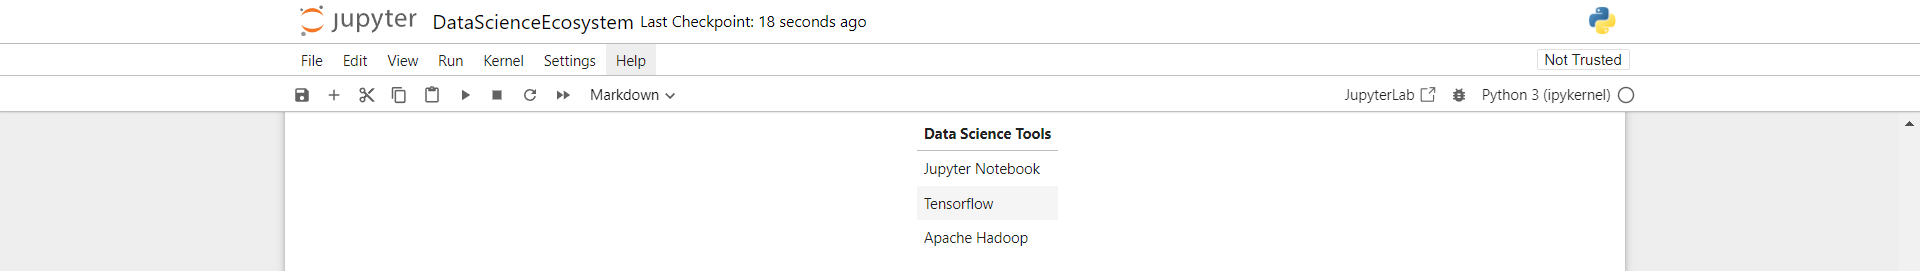 jupyter DataScienceEcosystem Last Checkpoint: 18 seconds ago
File Edit View Run Kernel Settings Help Not Trusted
Markdown JupyterLab Python 3 (ipykernel)
Data Science Tools
Jupyter Notebook
Tensorflow
Apache Hadoop